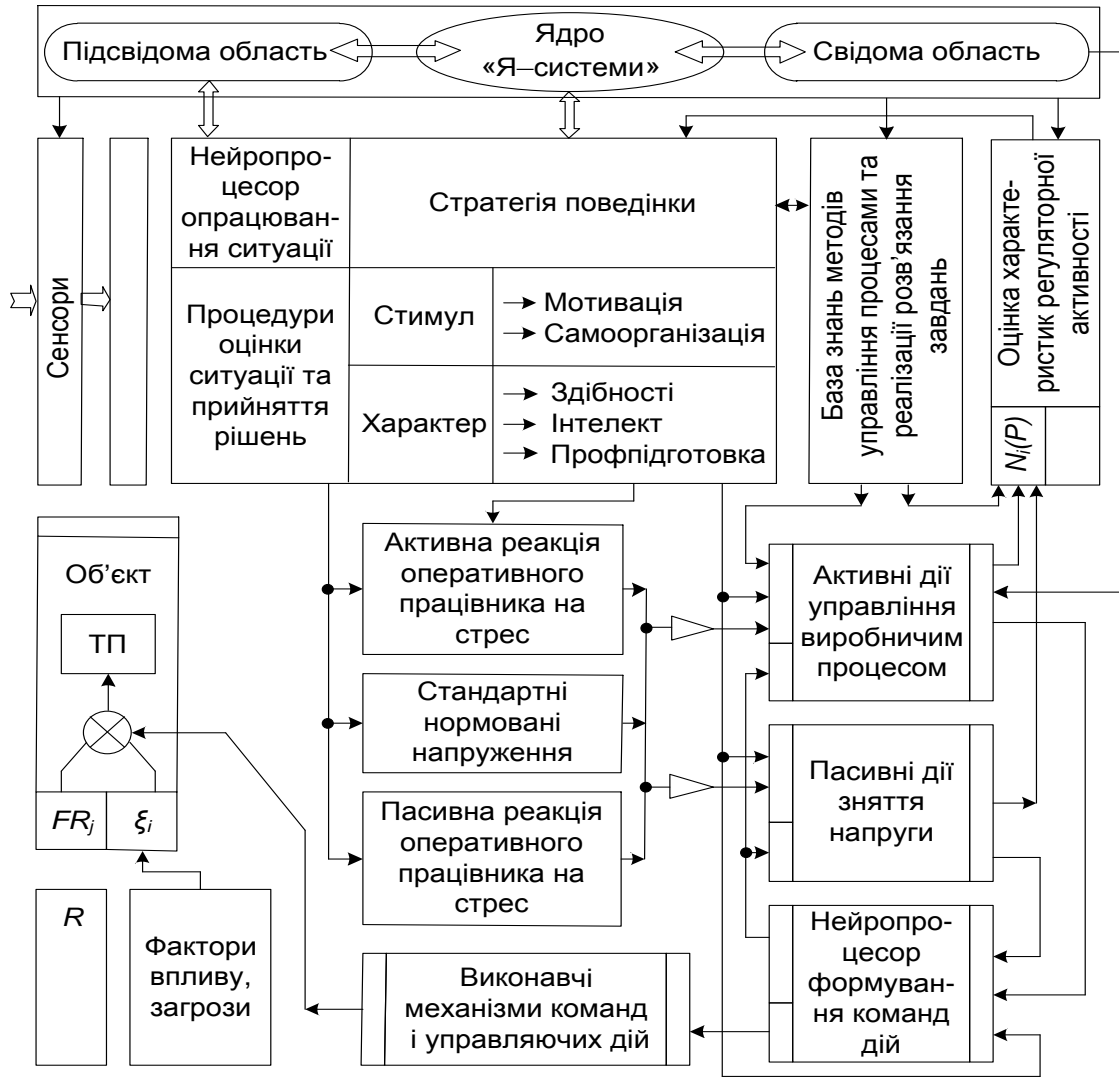 Підсвідома область
Ядро
«Я–системи»
Свідома область
Сенсори
Нейропро-
цесор
опрацюван-
ня ситуації
Стратегія поведінки
Процедури
оцінки
ситуації та
прийняття
рішень
Стимул
Мотивація
Самоорганізація
Характер
Здібності
Інтелект
Профпідготовка
База знань методів
управління процесами та
реалізації розв’язання
завдань
Оцінка характе-
ристик регуляторної
активності
Ni(P)
Об’єкт
ТП
FRj
ξi
R
Фактори
впливу,
загрози
Активна реакція
оперативного
працівника на
стрес
Стандартні
нормовані
напруження
Пасивна реакція
оперативного
працівника на
стрес
Виконавчі
механізми команд
і управляючих дій
Активні дії
управління
виробничим
процесом
Пасивні дії
зняття
напруги
Нейропро-
цесор
формуван-
ня команд
дій